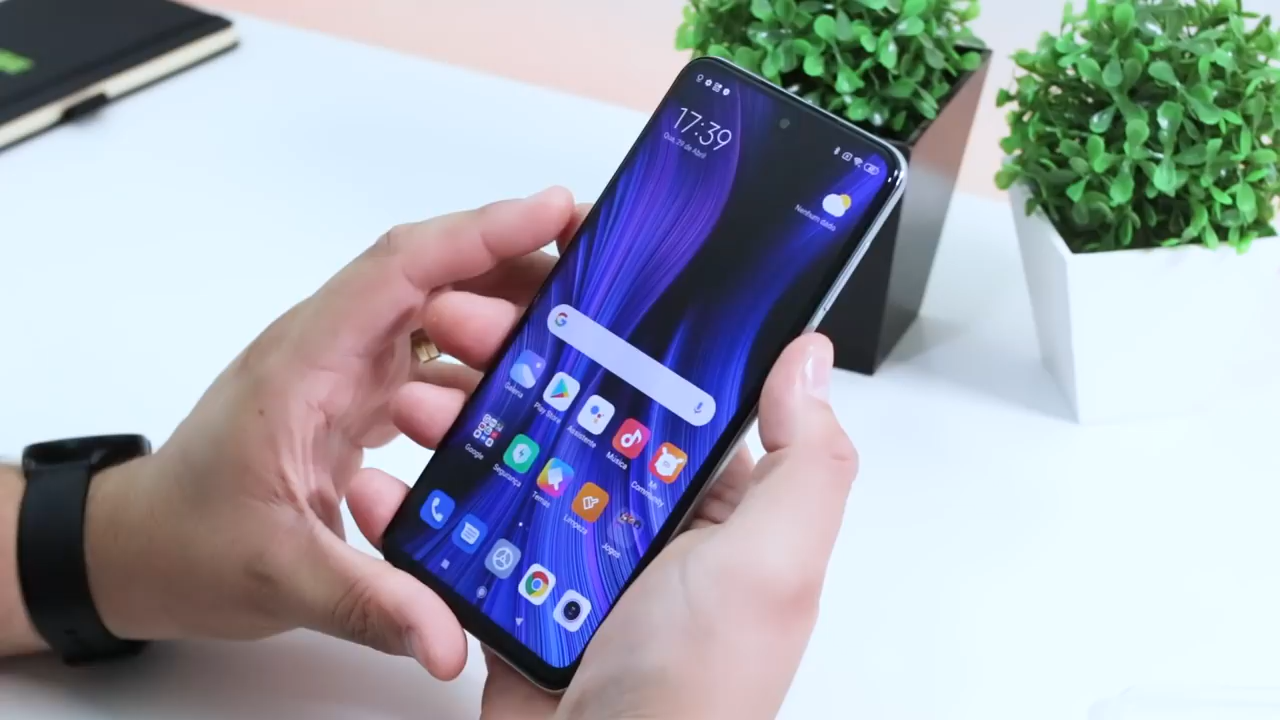 17:39
Qua, 29 de Abril
Nenhum dado
G
Galeria
Play Store
Assistente
Música
Mi
Community
Google
Segurança
Temas
Limpeza
Jogos